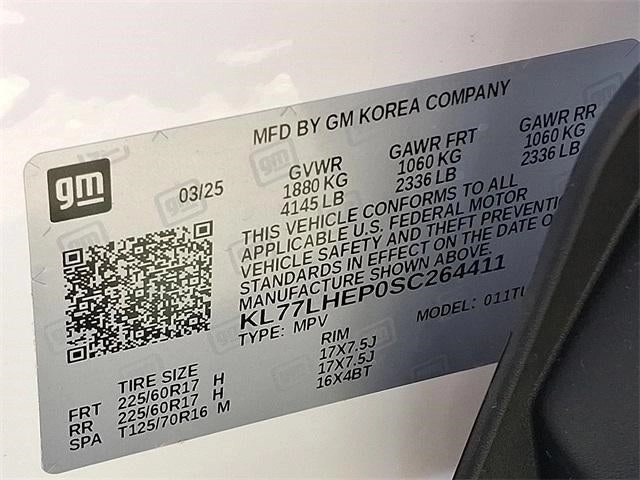 gm
MFD BY GM KOREA COMPANY
03/25
GVWR GAWR FRT GAWR RR
1880 KG 1060 KG 1060 KG
4145 LB 2336 LB 2336 LB
THIS VEHICLE CONFORMS TO ALL
APPLICABLE U.S. FEDERAL MOTOR
VEHICLE SAFETY AND THEFT PREVENTI
STANDARDS IN EFFECT ON THE DATE O
MANUFACTURE SHOWN ABOVE.
KL77LHEP0SC264411
TYPE: MPV MODEL: 011TU
TIRE SIZE RIM
FRT 225/60R17 H 17X7.5J
RR 225/60R17 H 17X7.5J
SPA T125/70R16 M 16X4BT